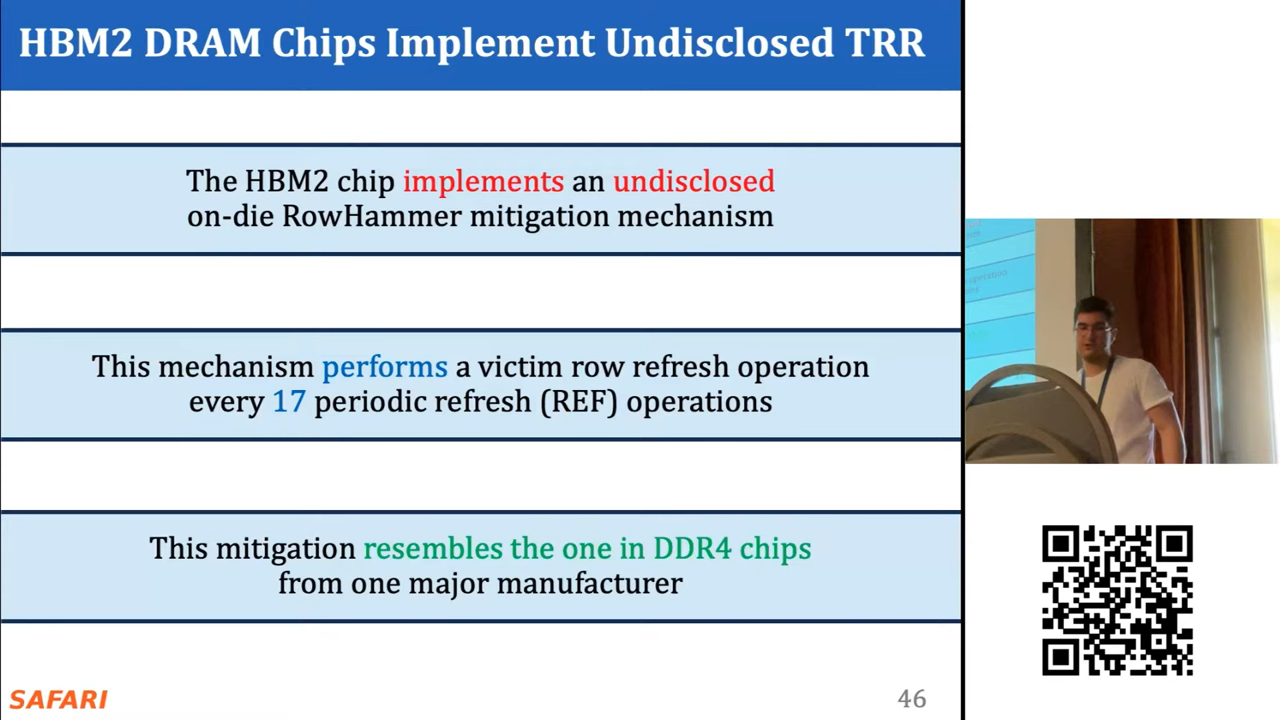 HBM2 DRAM Chips Implement Undisclosed TRR
The HBM2 chip implements an undisclosed
on-die RowHammer mitigation mechanism
This mechanism performs a victim row refresh operation
every 17 periodic refresh (REF) operations
This mitigation resembles the one in DDR4 chips
from one major manufacturer
SAFARI
46